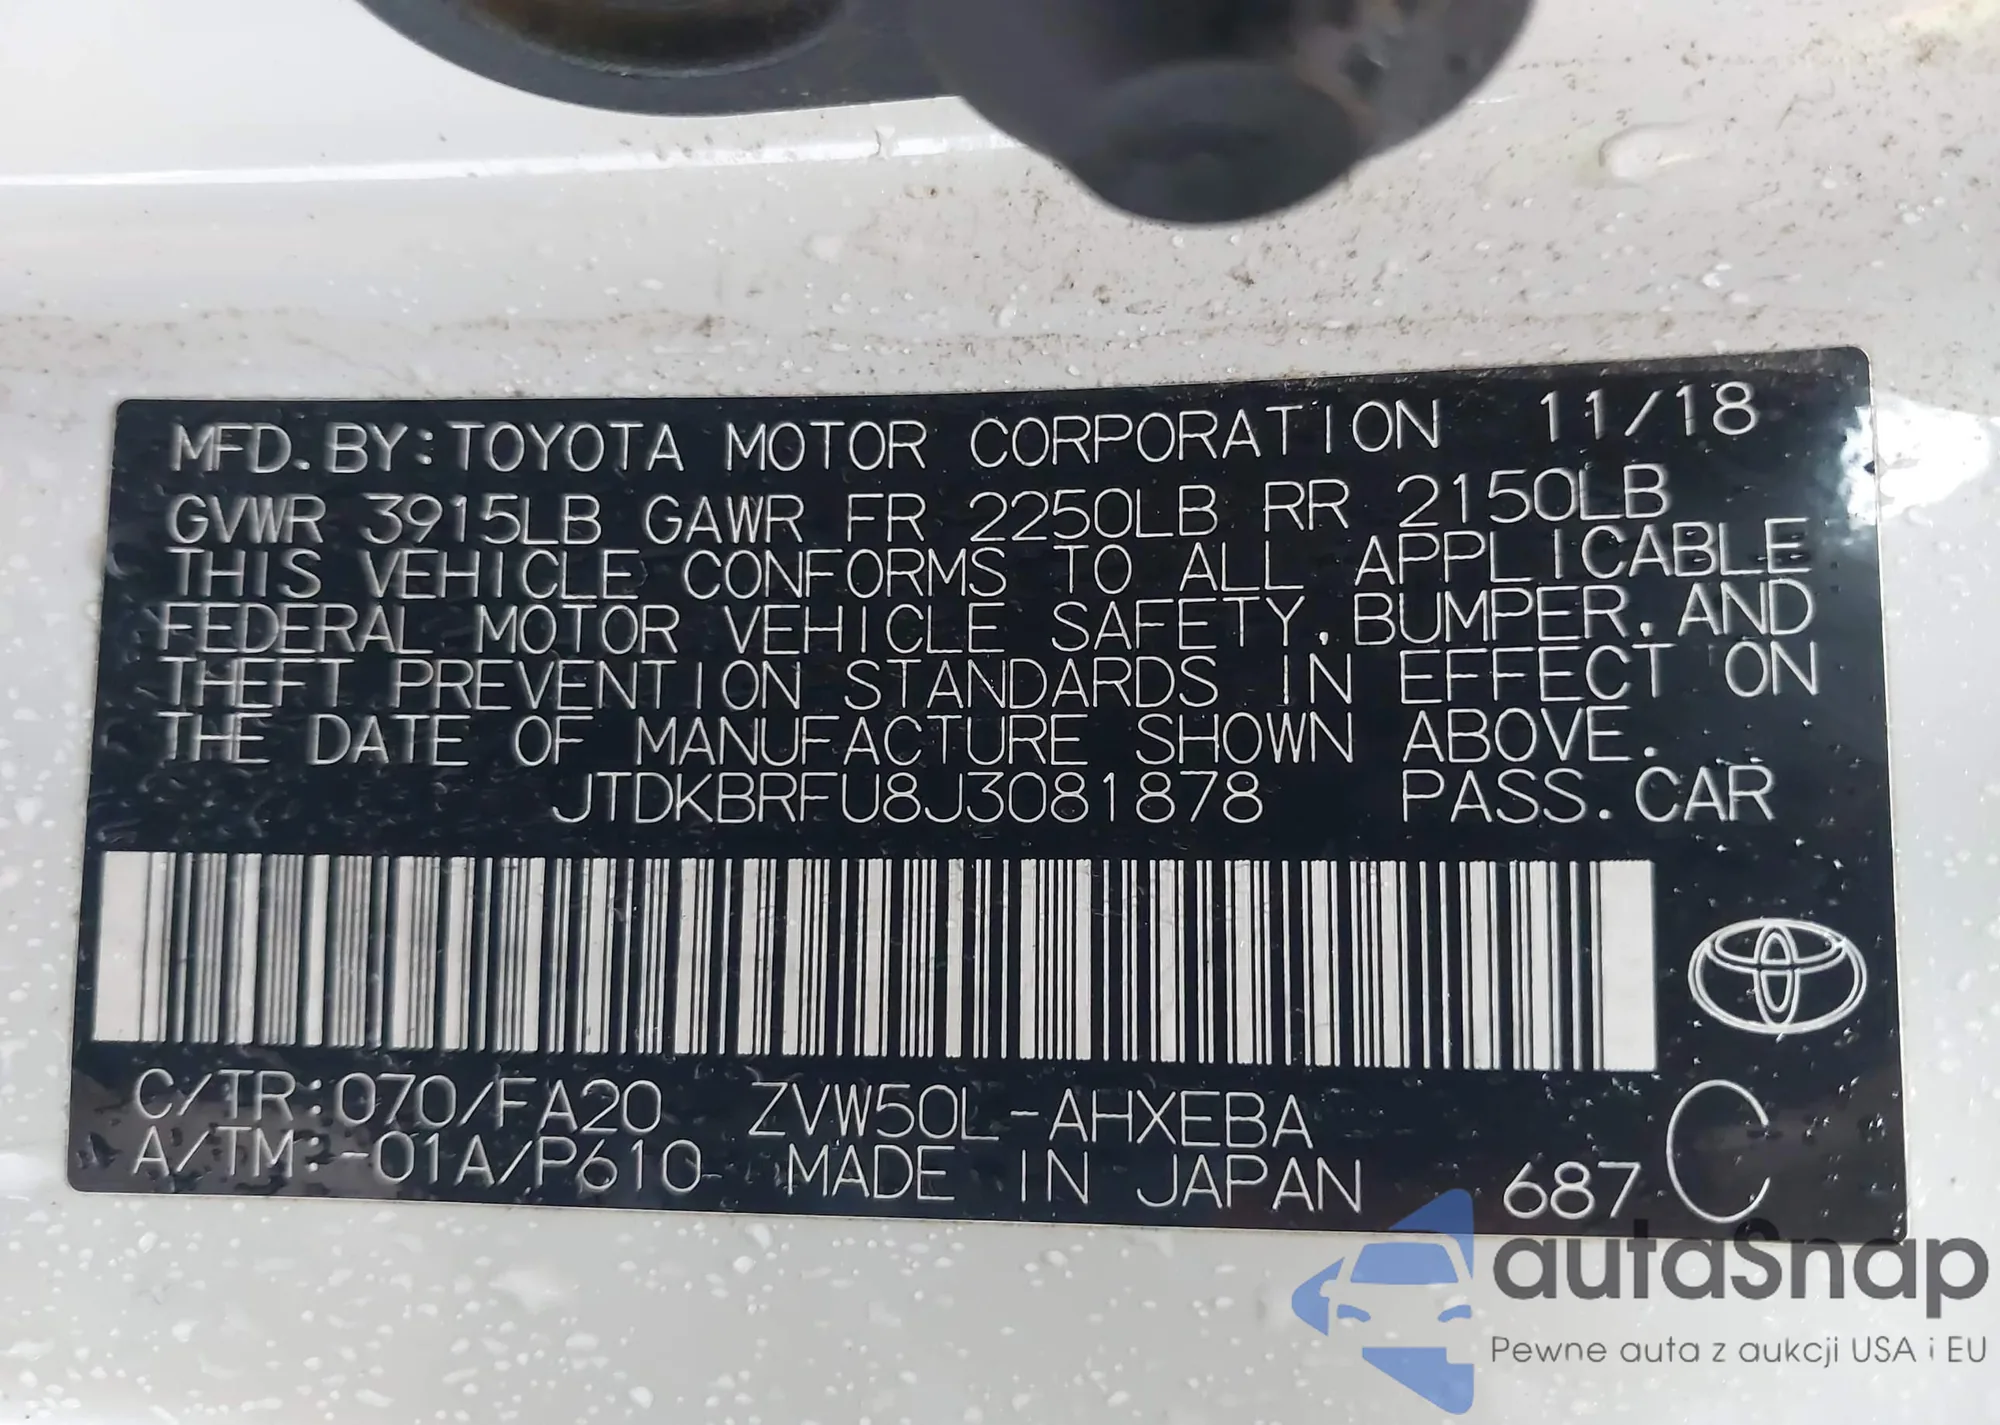 MFD.BY:TOYOTA MOTOR CORPORATION 11/18
GVWR 3915LB GAWR FR 2250LB RR 2150LB
THIS VEHICLE CONFORMS TO ALL APPLICABLE
FEDERAL MOTOR VEHICLE SAFETY, BUMPER, AND
THEFT PREVENTION STANDARDS IN EFFECT ON
THE DATE OF MANUFACTURE SHOWN ABOVE.
JTDKBRFU8J3081878 PASS.CAR
C/TR:070/FA20 ZVW50L-AHXEBA
A/TM:-01A/P610 MADE IN JAPAN 687 C
autoSnap
Pewne auta z aukcji USA i EU